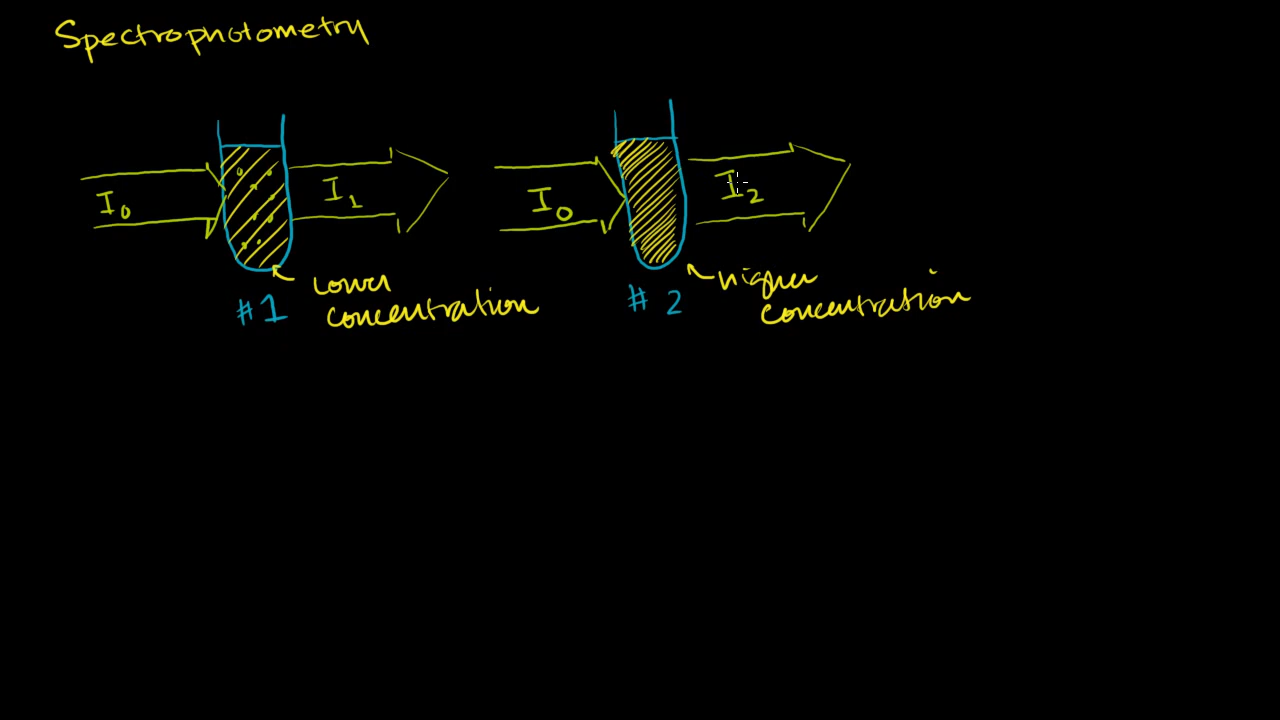 Spectrophotometry
I₀ I₁ I₀ I₂
#1 lower concentration
#2 higher concentration